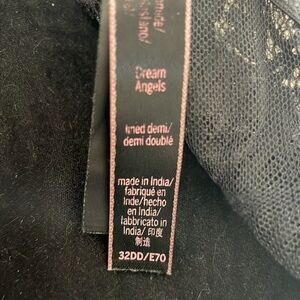 Dream
Angels
lined demi/
demi doublé
made in India/
fabriqué en
Inde/hecho
en India/
fabbricato in
India/ 印度
制造
32DD/E70